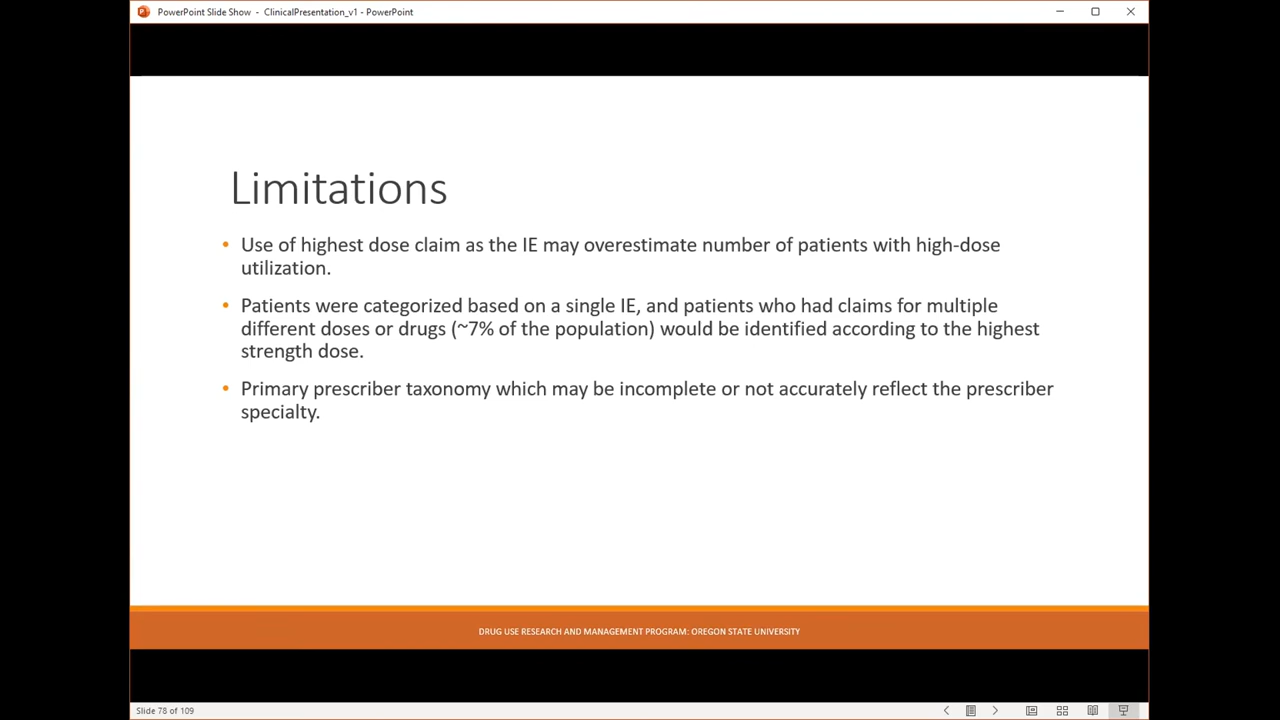 PowerPoint Slide Show - ClinicalPresentation_v1 - PowerPoint
Limitations
• Use of highest dose claim as the IE may overestimate number of patients with high-dose
utilization.
• Patients were categorized based on a single IE, and patients who had claims for multiple
different doses or drugs (~7% of the population) would be identified according to the highest
strength dose.
• Primary prescriber taxonomy which may be incomplete or not accurately reflect the prescriber
specialty.
DRUG USE RESEARCH AND MANAGEMENT PROGRAM: OREGON STATE UNIVERSITY
Slide 78 of 109